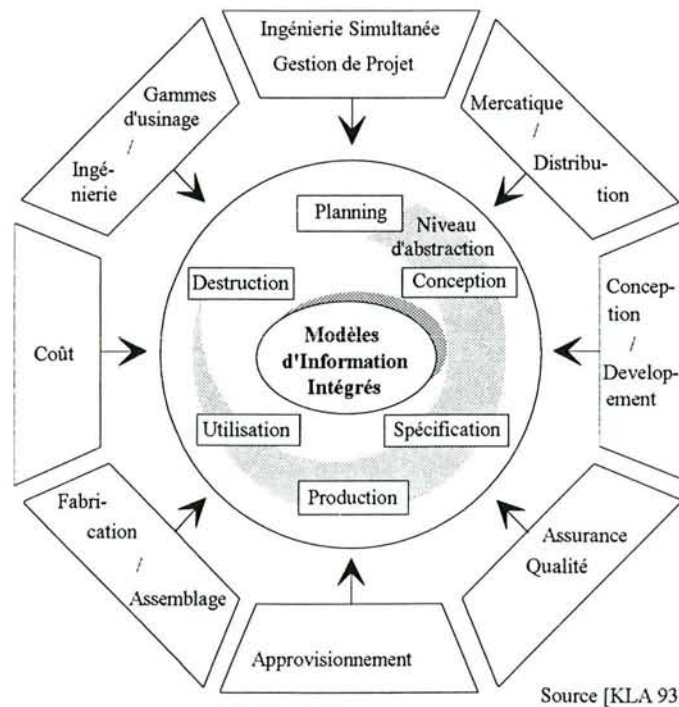 Ingénierie Simultanée
Gestion de Projet
Mercatique
/
Distribu-
tion
Concep-
tion
/
Develop-
pement
Assurance
Qualité
Approvisionnement
Fabri-
cation
/
Assemblage
Coût
Gammes
d'usinage
/
Ingé-
nierie
Planning
Niveau
d'abstraction
Conception
Spécification
Production
Utilisation
Destruction
Modèles
d'Information
Intégrés
Source [KLA 93